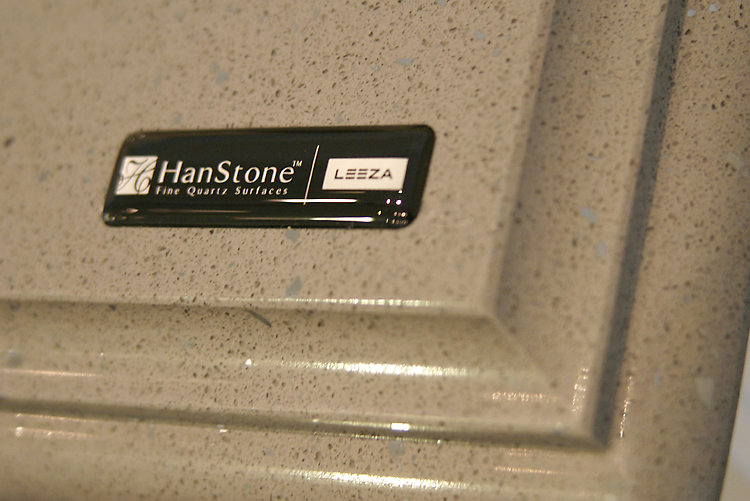 HanStone™
Fine Quartz Surfaces
LEEZA